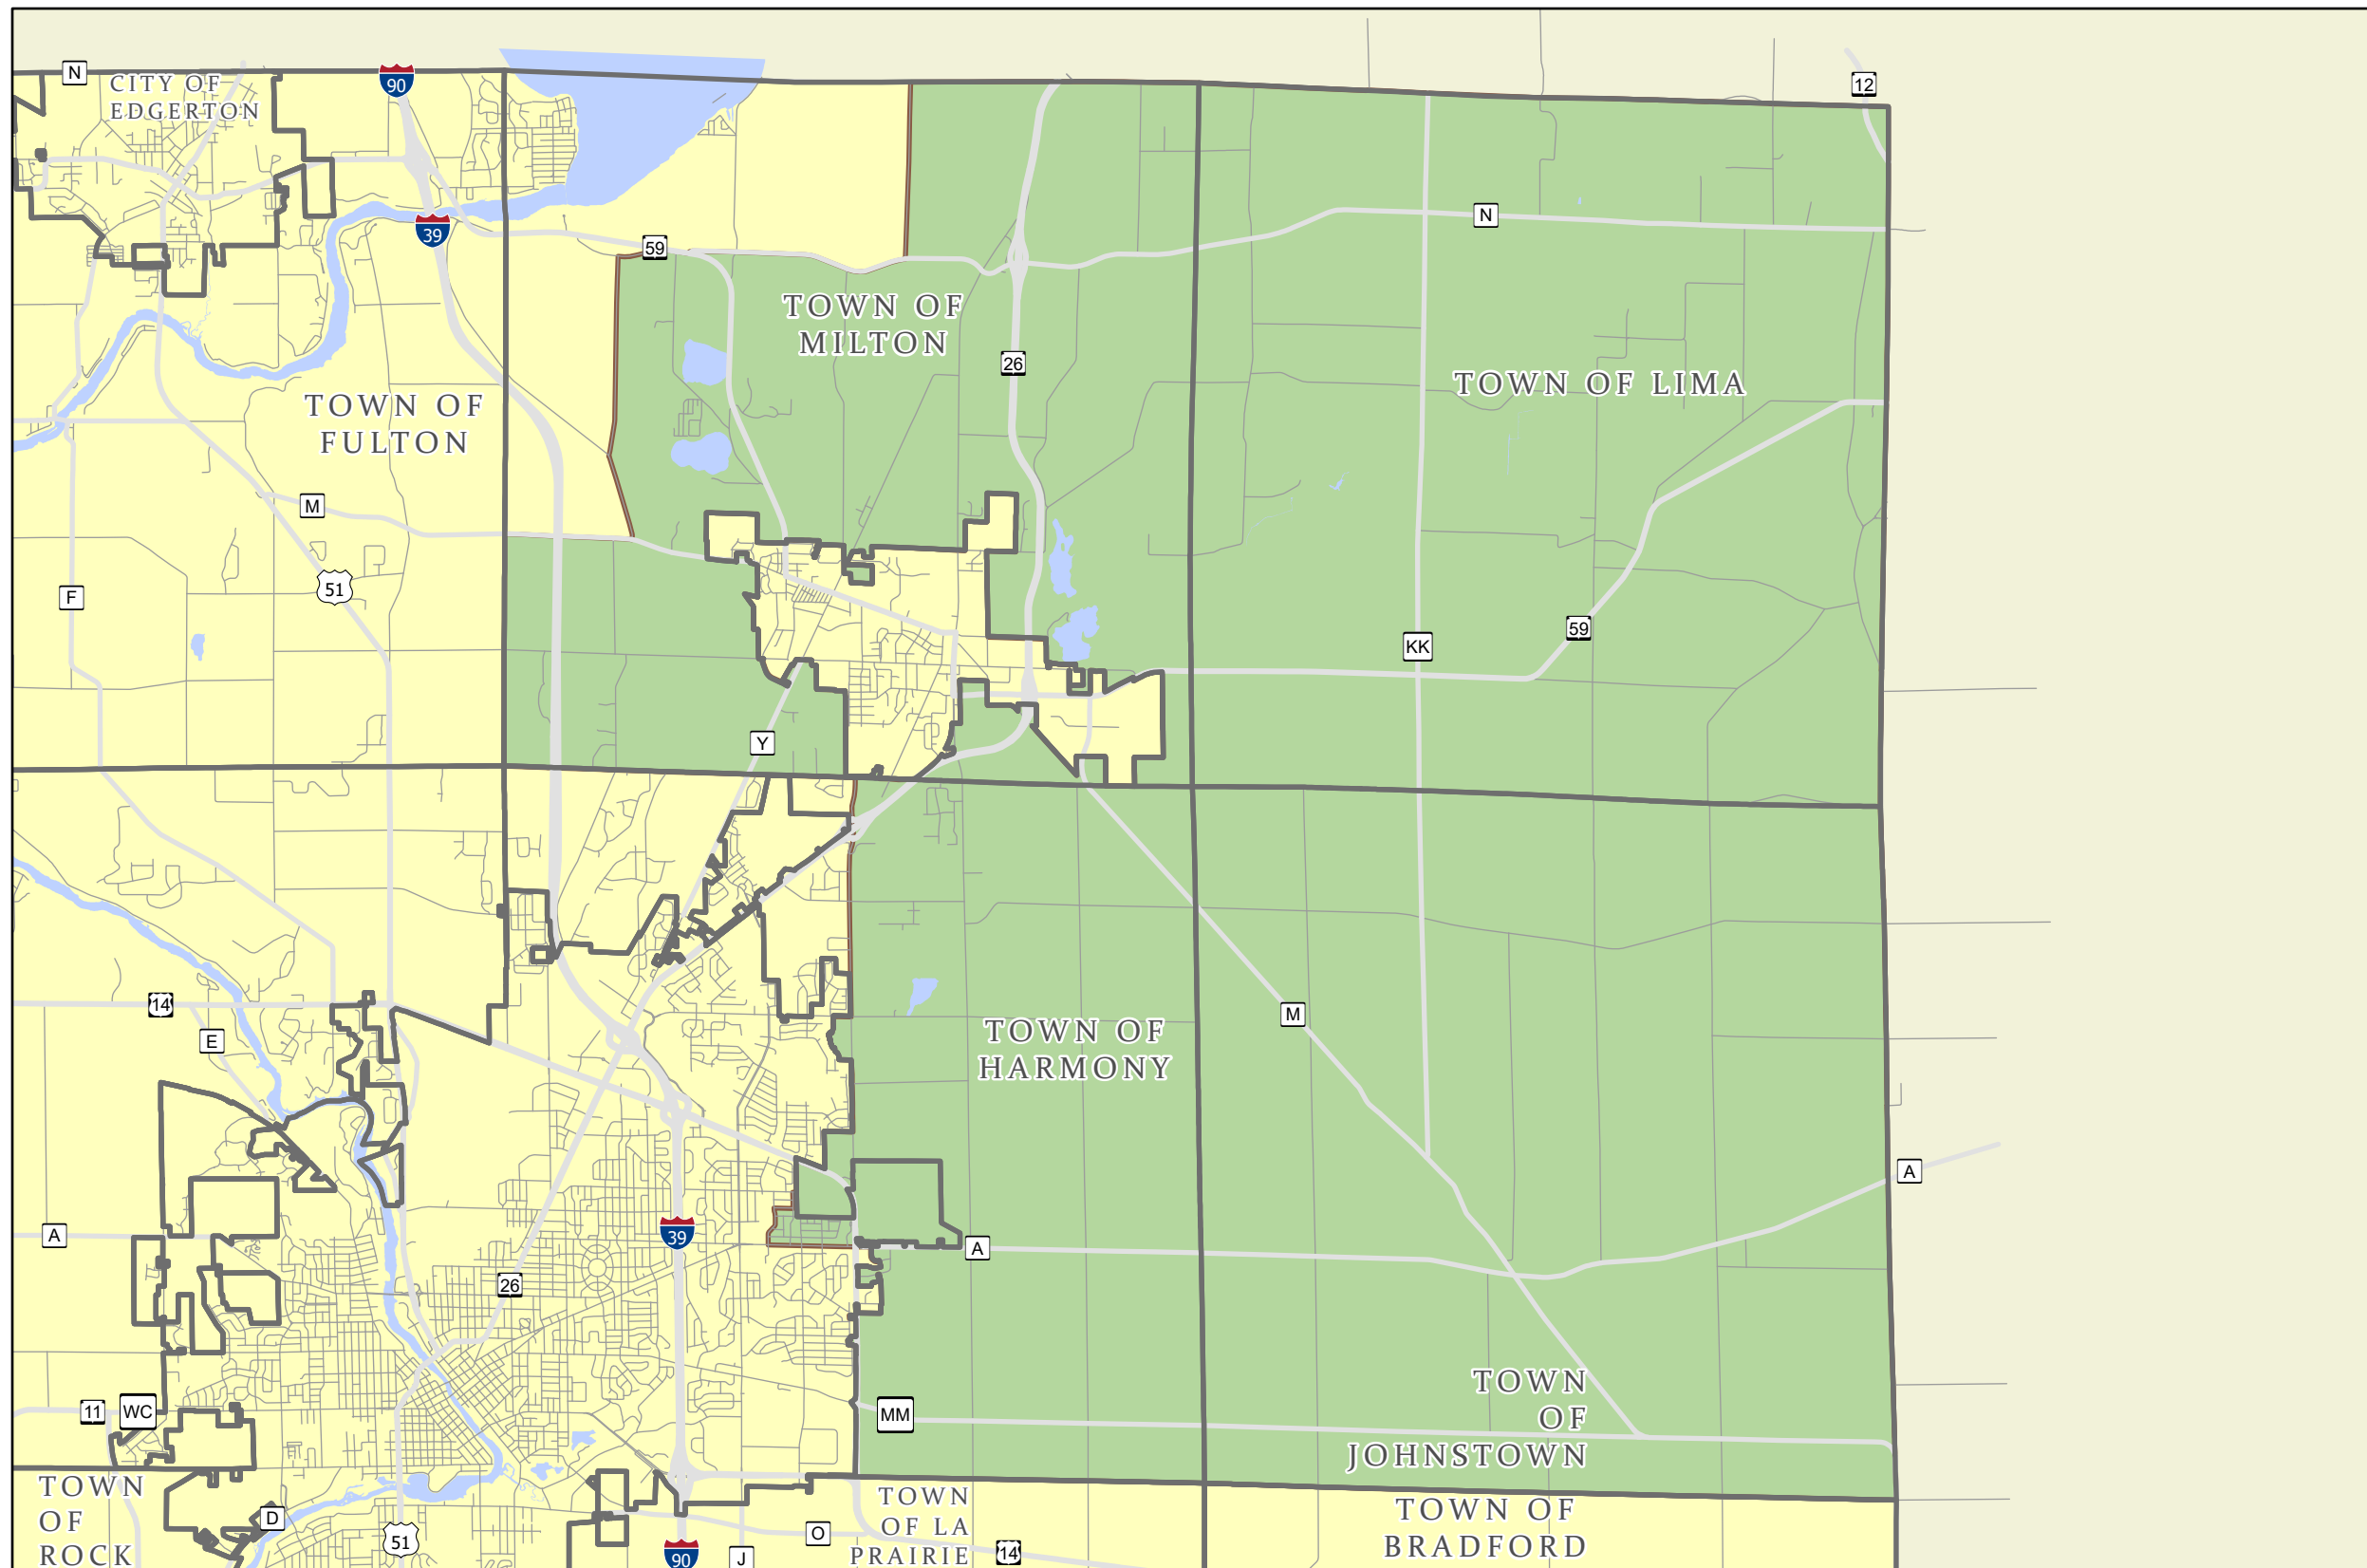 N
CITY OF
EDGERTON
90
12
39
59
N
TOWN OF
MILTON
26
TOWN OF LIMA
TOWN OF
FULTON
M
51
F
59
KK
Y
14
E
TOWN OF
HARMONY
M
A
A
39
A
26
TOWN
OF
JOHNSTOWN
11
WC
MM
TOWN
OF
ROCK
D
51
90
J
O
TOWN
OF LA
PRAIRIE
14
TOWN OF
BRADFORD